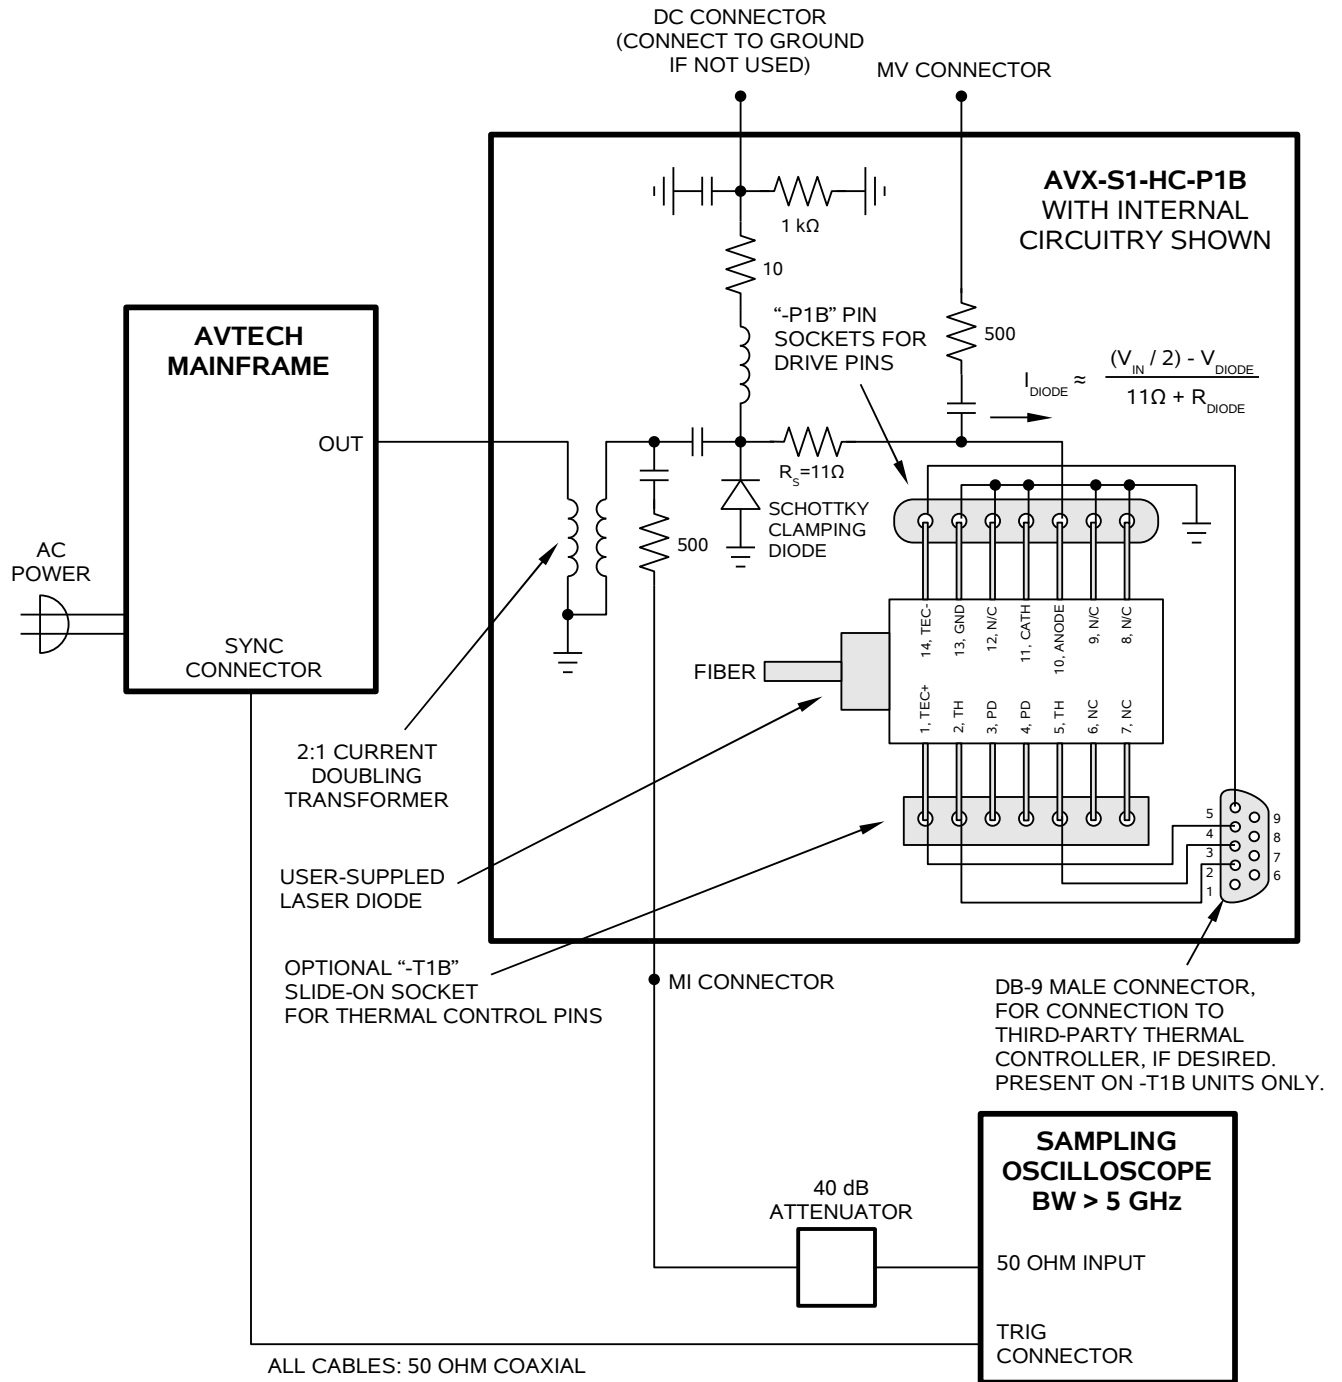 DC CONNECTOR
(CONNECT TO GROUND
IF NOT USED)
MV CONNECTOR
AVX-S1-HC-P1B
WITH INTERNAL
CIRCUITRY SHOWN
1 kΩ
10
"-P1B" PIN
SOCKETS FOR
DRIVE PINS
500
I_DIODE ≈ (V_IN / 2) - V_DIODE
11Ω + R_DIODE
AVTECH
MAINFRAME
OUT
R_S=11Ω
SCHOTTKY
CLAMPING
DIODE
500
AC
POWER
SYNC
CONNECTOR
14, TEC-
13, GND
12, N/C
11, CATH
10, ANODE
9, N/C
8, N/C
FIBER
1, TEC+
2, TH
3, PD
4, PD
5, TH
6, NC
7, NC
2:1 CURRENT
DOUBLING
TRANSFORMER
5
4
3
2
1
9
8
7
6
USER-SUPPLED
LASER DIODE
OPTIONAL "-T1B"
SLIDE-ON SOCKET
FOR THERMAL CONTROL PINS
MI CONNECTOR
DB-9 MALE CONNECTOR,
FOR CONNECTION TO
THIRD-PARTY THERMAL
CONTROLLER, IF DESIRED.
PRESENT ON -T1B UNITS ONLY.
SAMPLING
OSCILLOSCOPE
BW > 5 GHz
40 dB
ATTENUATOR
50 OHM INPUT
TRIG
CONNECTOR
ALL CABLES: 50 OHM COAXIAL